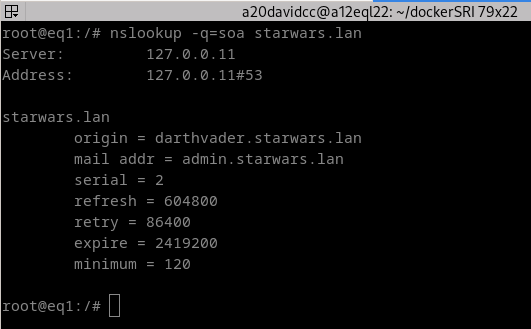 a20davidcc@a12eql22: ~/dockerSRI 79x22
root@eq1:/# nslookup -q=soa starwars.lan
Server: 127.0.0.11
Address: 127.0.0.11#53
starwars.lan
origin = darthvader.starwars.lan
mail addr = admin.starwars.lan
serial = 2
refresh = 604800
retry = 86400
expire = 2419200
minimum = 120
root@eq1:/#